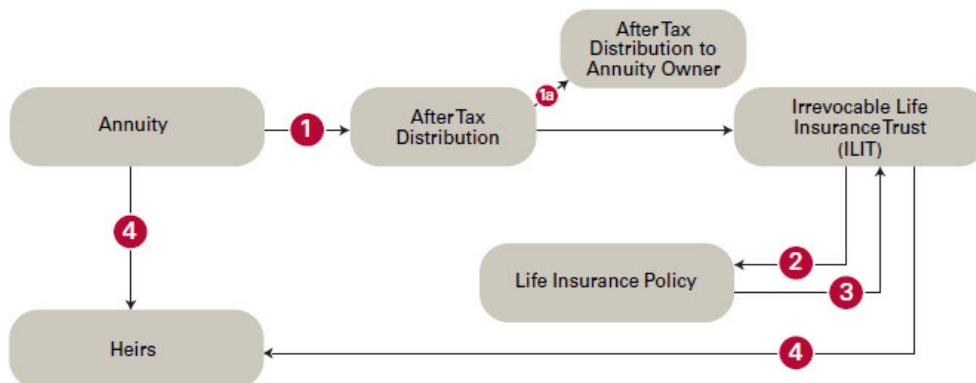 After Tax
Distribution to
Annuity Owner
Annuity
1
After Tax
Distribution
1a
Irrevocable Life
Insurance Trust
(ILIT)
4
2
Life Insurance Policy
3
Heirs
4